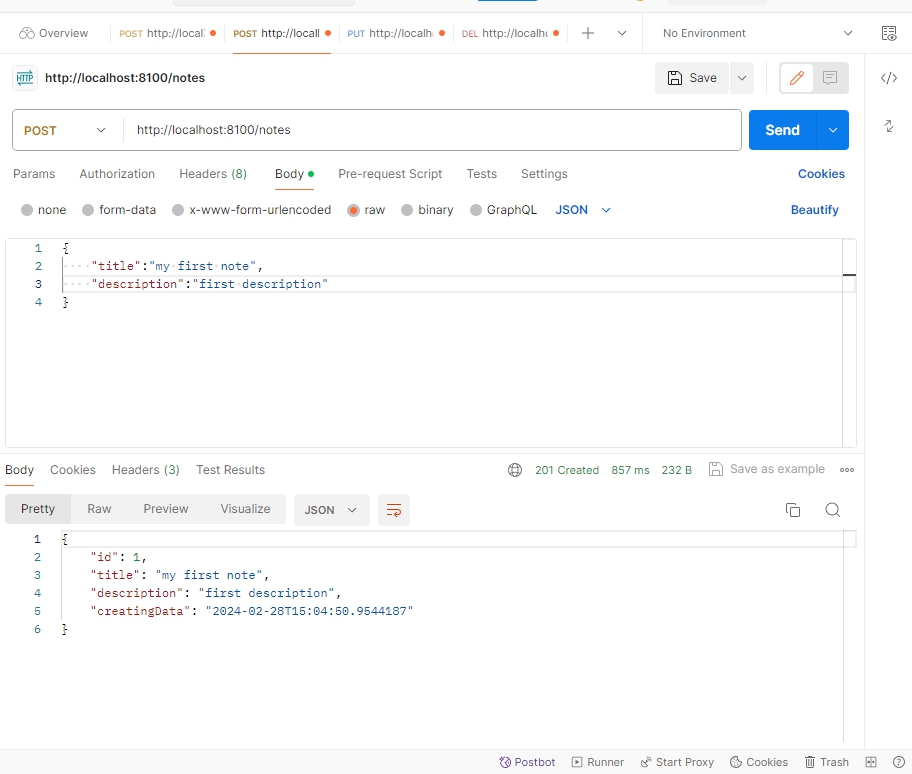 Overview POST http://local: POST http://locall PUT http://localh DEL http://localhc No Environment
HTTP http://localhost:8100/notes Save
POST http://localhost:8100/notes Send
Params Authorization Headers (8) Body Pre-request Script Tests Settings Cookies
none form-data x-www-form-urlencoded raw binary GraphQL JSON Beautify
1 {
2 ····"title":"my·first·note",
3 ····"description":"first·description"
4 }
Body Cookies Headers (3) Test Results 201 Created 857 ms 232 B Save as example
Pretty Raw Preview Visualize JSON
1 {
2 "id": 1,
3 "title": "my first note",
4 "description": "first description",
5 "creatingData": "2024-02-28T15:04:50.9544187"
6 }
Postbot Runner Start Proxy Cookies Trash